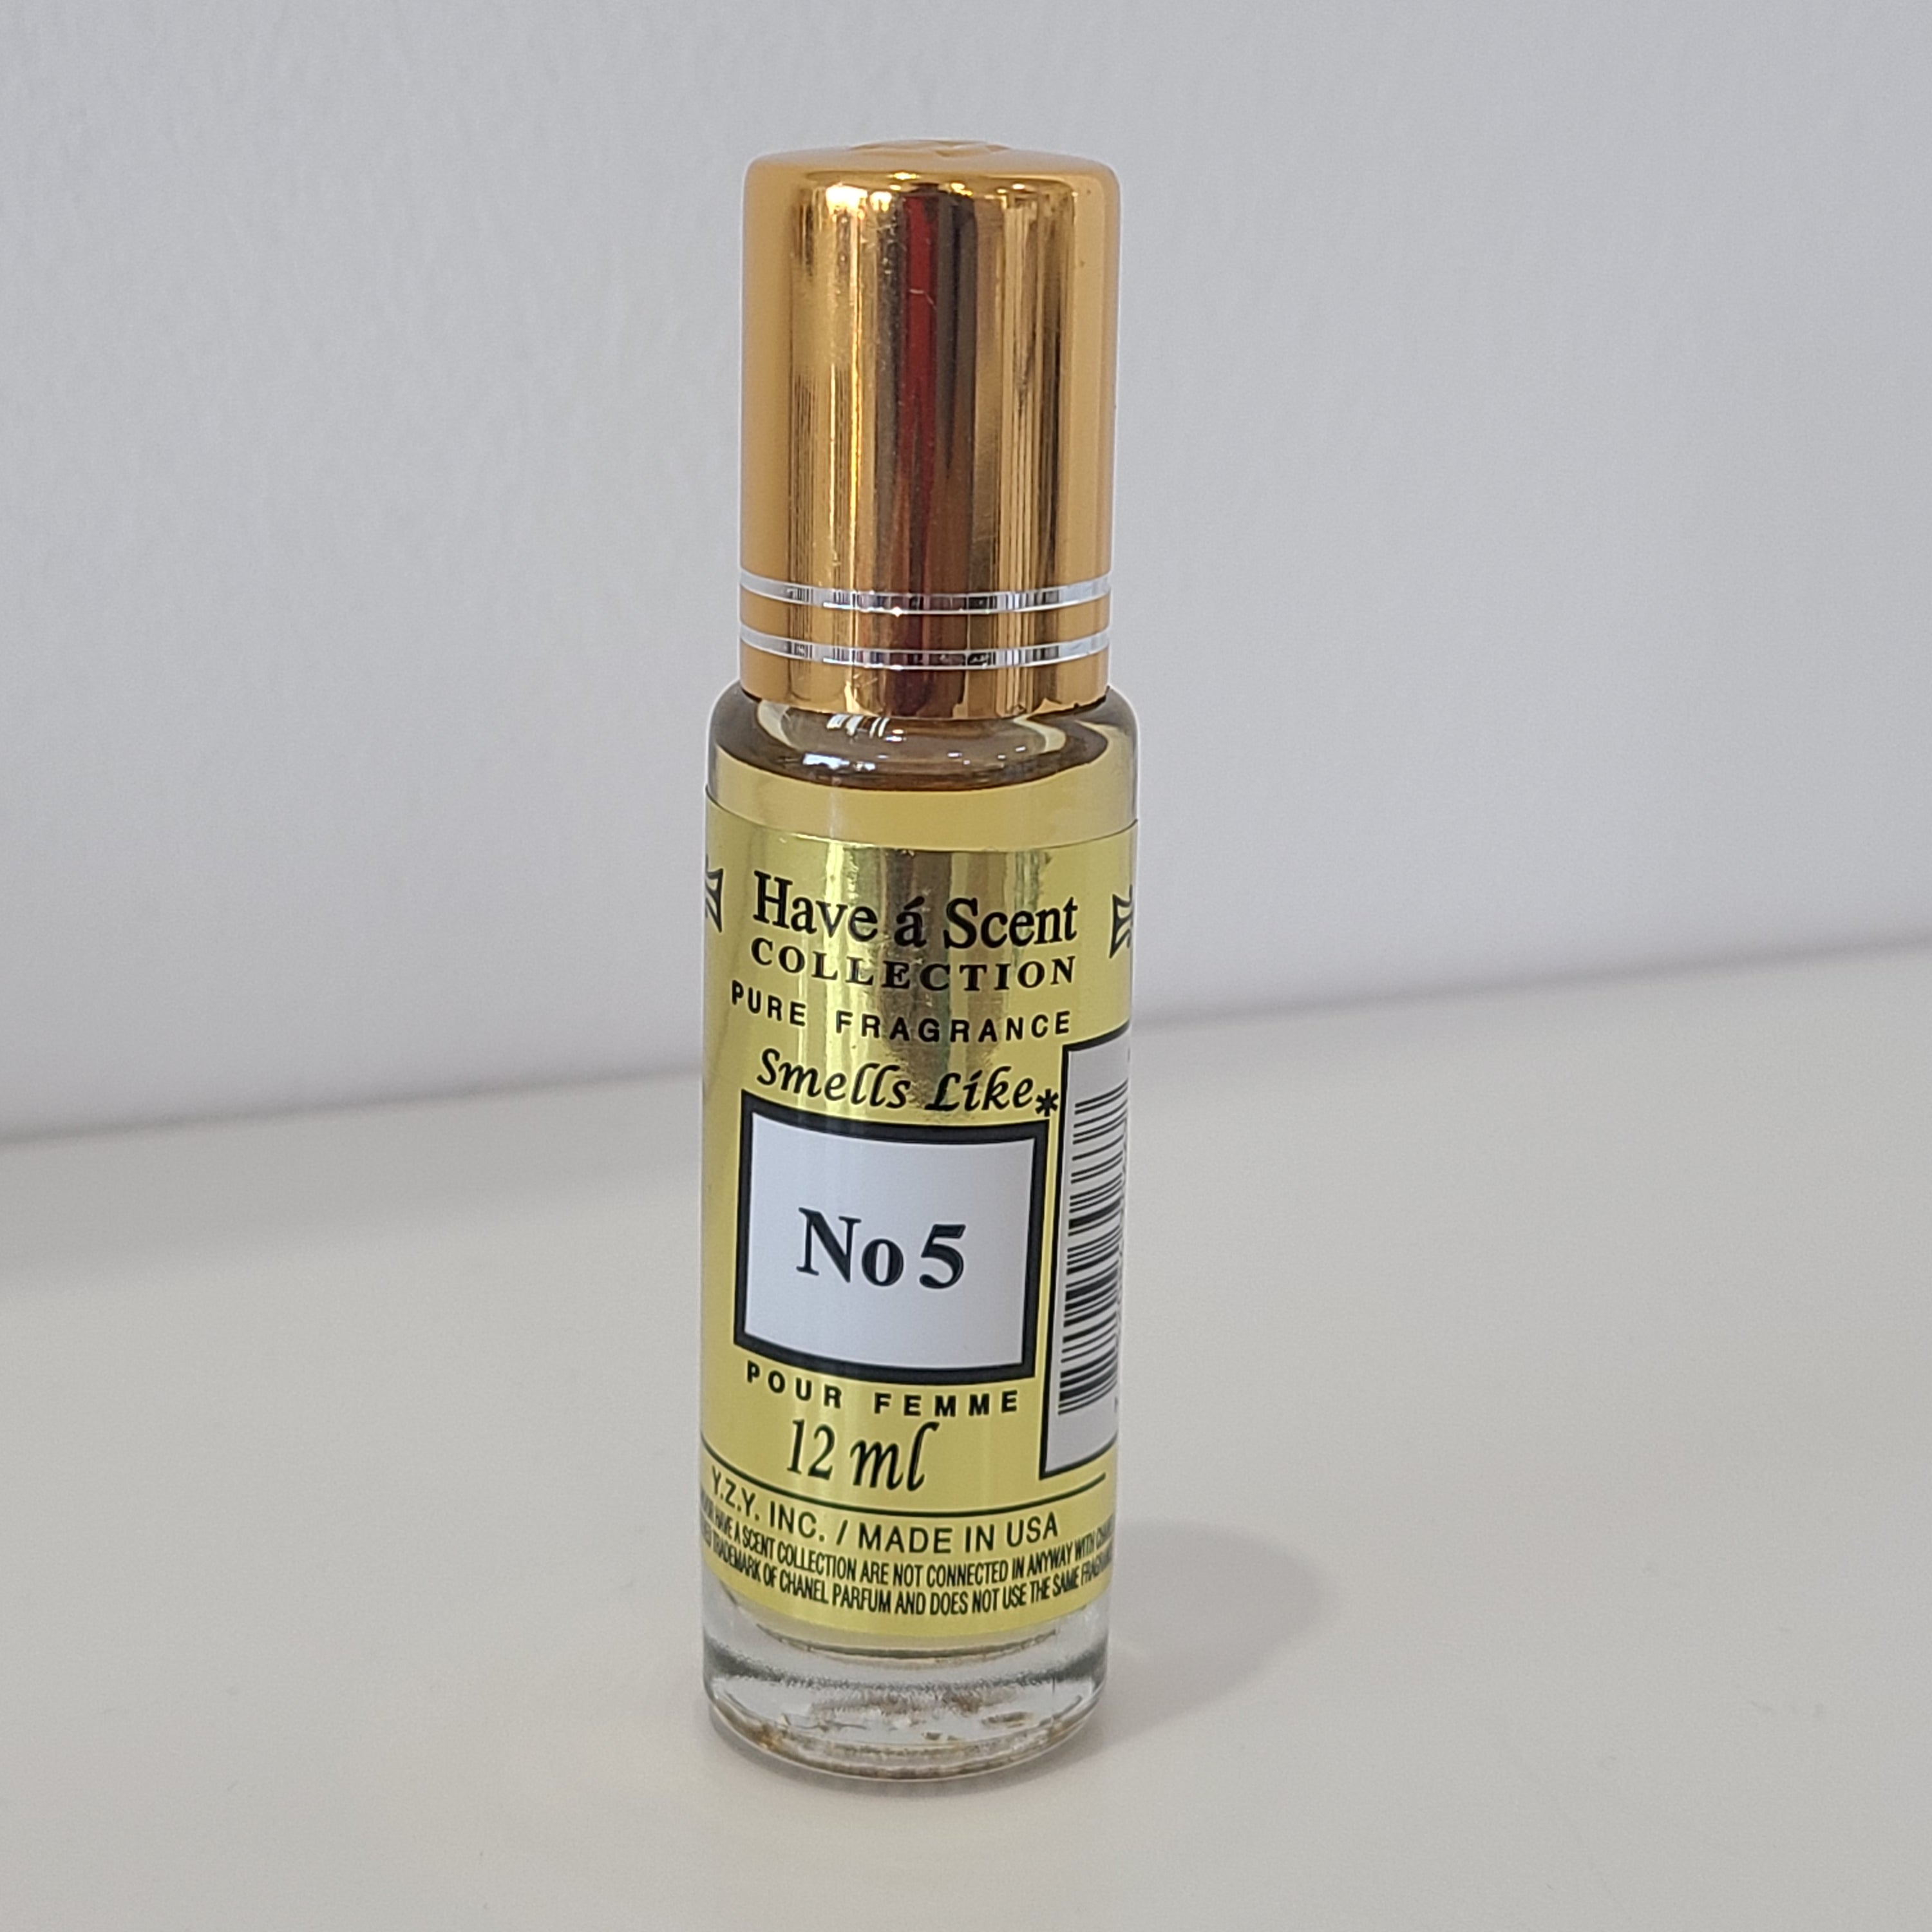 Have á Scent
COLLECTION
PURE FRAGRANCE
Smells Like*
No 5
POUR FEMME
12 ml
Y.Z.Y. INC. / MADE IN USA
HAVE A SCENT COLLECTION ARE NOT CONNECTED IN ANYWAY WITH
TRADEMARK OF CHANEL PARFUM AND DOES NOT USE THE SAME